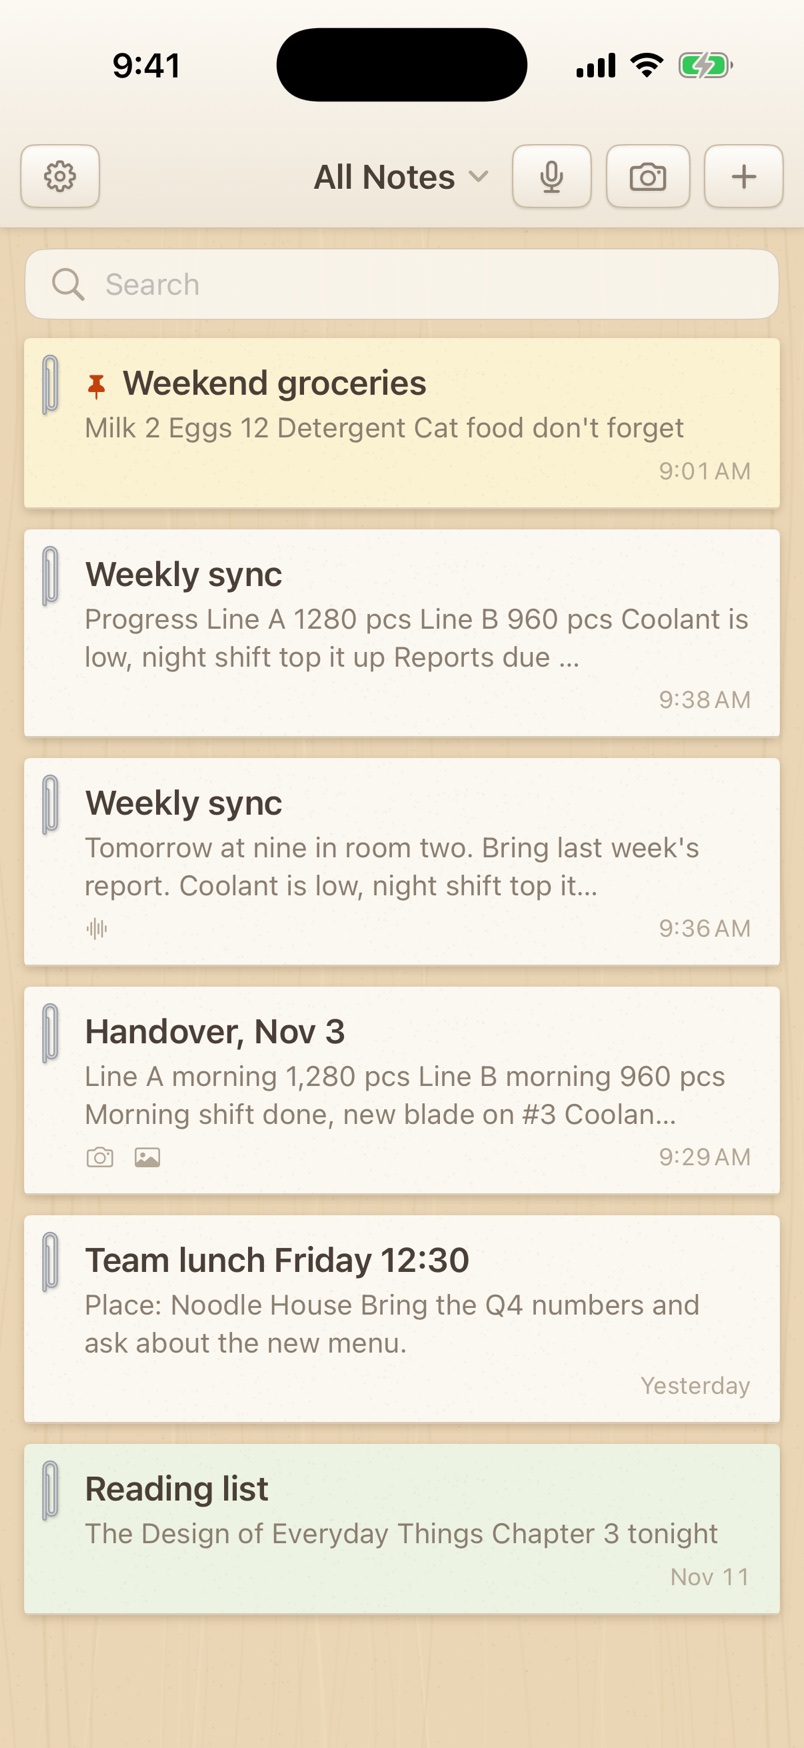 9:41
All Notes
Search
Weekend groceries
Milk 2 Eggs 12 Detergent Cat food don't forget
9:01 AM
Weekly sync
Progress Line A 1280 pcs Line B 960 pcs Coolant is
low, night shift top it up Reports due ...
9:38 AM
Weekly sync
Tomorrow at nine in room two. Bring last week's
report. Coolant is low, night shift top it...
9:36 AM
Handover, Nov 3
Line A morning 1,280 pcs Line B morning 960 pcs
Morning shift done, new blade on #3 Coolan...
9:29 AM
Team lunch Friday 12:30
Place: Noodle House Bring the Q4 numbers and
ask about the new menu.
Yesterday
Reading list
The Design of Everyday Things Chapter 3 tonight
Nov 11